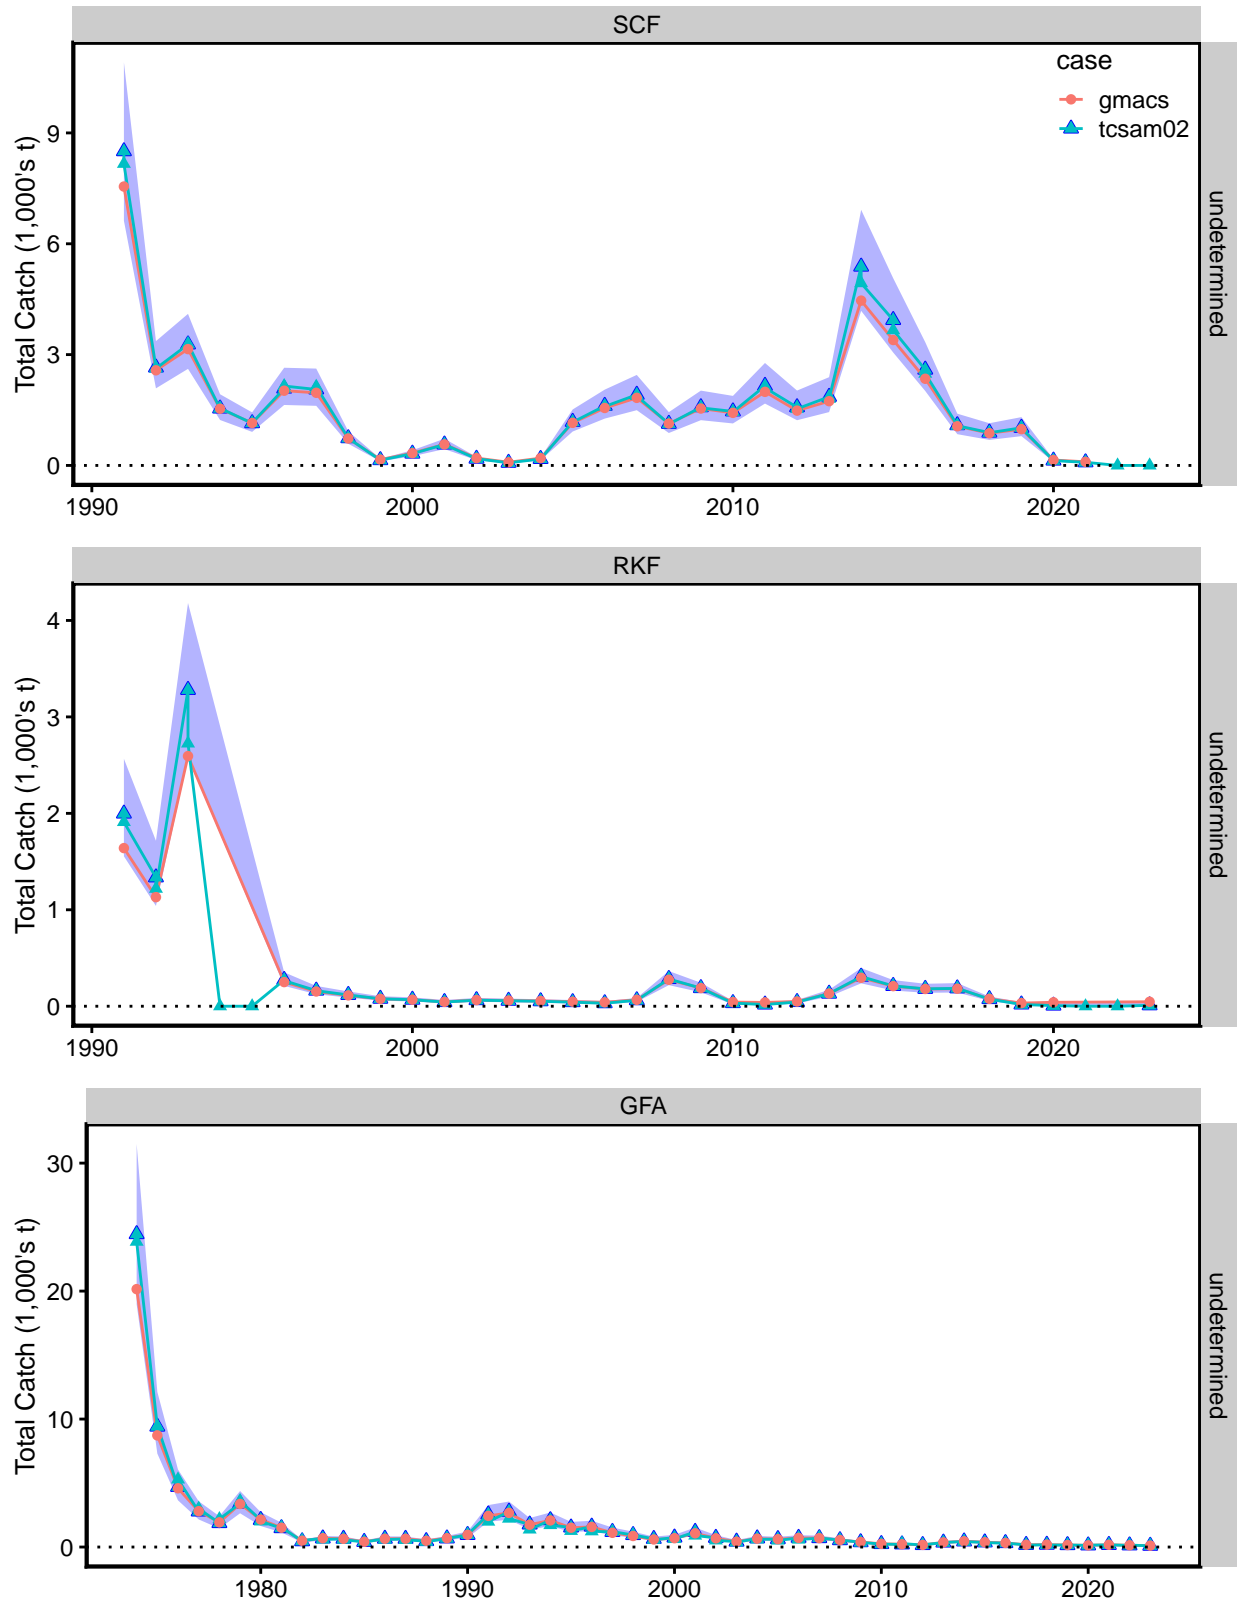 SCF
case
gmacs
tcsam02
Total Catch (1,000's t)
9
6
3
0
undetermined
1990
2000
2010
2020
RKF
Total Catch (1,000's t)
4
3
2
1
0
undetermined
1990
2000
2010
2020
GFA
Total Catch (1,000's t)
30
20
10
0
undetermined
1980
1990
2000
2010
2020